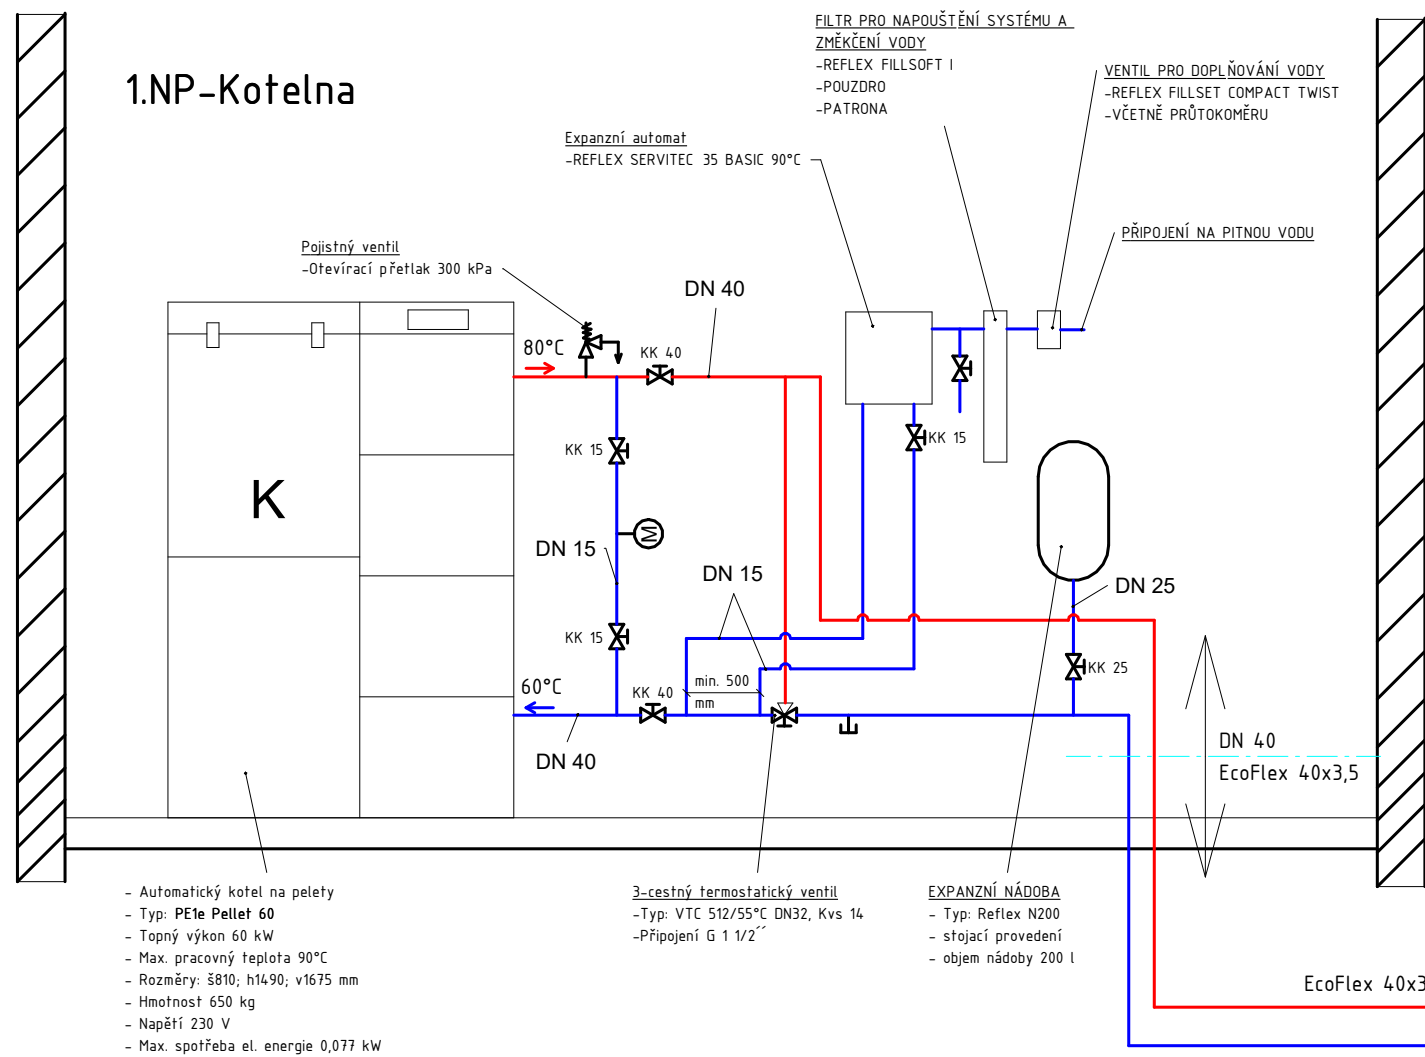 1.NP-Kotelna
FILTR PRO NAPOUŠTĚNÍ SYSTÉMU A
ZMĚKČENÍ VODY
-REFLEX FILLSOFT I
-POUZDRO
-PATRONA
VENTIL PRO DOPLŇOVÁNÍ VODY
-REFLEX FILLSET COMPACT TWIST
-VČETNĚ PRŮTOKOMĚRU
Expanzní automat
-REFLEX SERVITEC 35 BASIC 90°C
PŘIPOJENÍ NA PITNOU VODU
Pojistný ventil
-Otevírací přetlak 300 kPa
DN 40
80°C
KK 40
KK 15
KK 15
K
M
DN 15
DN 15
DN 25
KK 15
KK 25
min. 500
mm
60°C
KK 40
DN 40
DN 40
EcoFlex 40x3,5
- Automatický kotel na pelety
- Typ: PE1e Pellet 60
- Topný výkon 60 kW
- Max. pracovný teplota 90°C
- Rozměry: š810; h1490; v1675 mm
- Hmotnost 650 kg
- Napětí 230 V
- Max. spotřeba el. energie 0,077 kW
3-cestný termostatický ventil
-Typ: VTC 512/55°C DN32, Kvs 14
-Připojení G 1 1/2´´
EXPANZNÍ NÁDOBA
- Typ: Reflex N200
- stojací provedení
- objem nádoby 200 l
EcoFlex 40x3